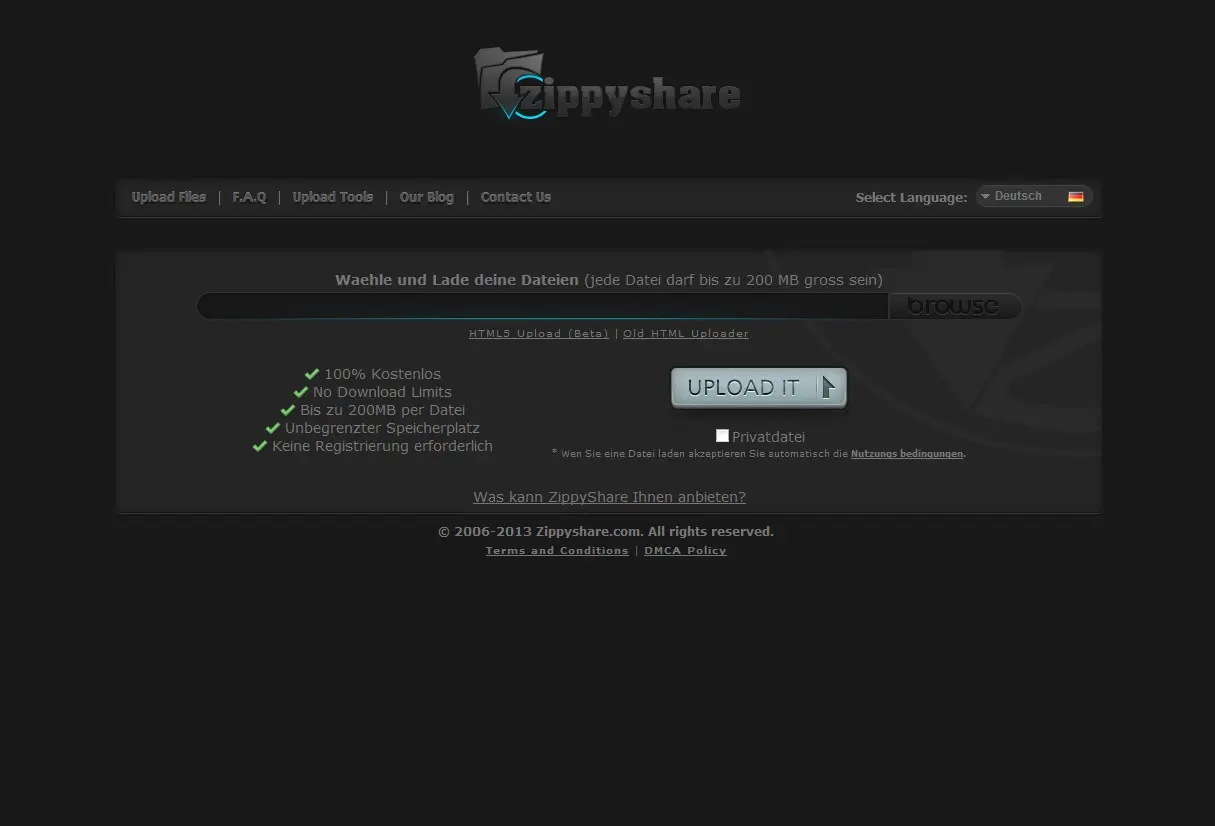 zippyshare
Upload Files | F.A.Q | Upload Tools | Our Blog | Contact Us
Select Language: Deutsch
Waehle und Lade deine Dateien (jede Datei darf bis zu 200 MB gross sein)
browse
HTML5 Upload (Beta) | Old HTML Uploader
100% Kostenlos
No Download Limits
Bis zu 200MB per Datei
Unbegrenzter Speicherplatz
Keine Registrierung erforderlich
UPLOAD IT
Privatdatei
* Wen Sie eine Datei laden akzeptieren Sie automatisch die Nutzungs bedingungen.
Was kann ZippyShare Ihnen anbieten?
© 2006-2013 Zippyshare.com. All rights reserved.
Terms and Conditions | DMCA Policy